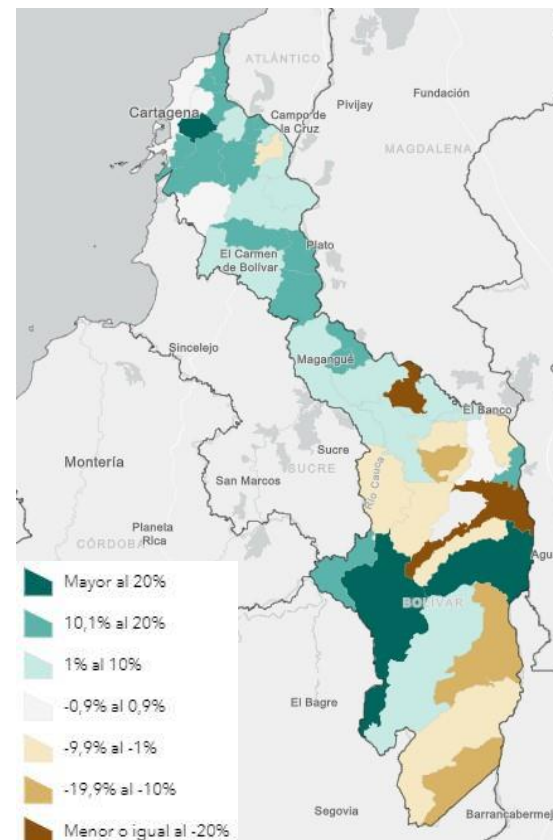 ATLÁNTICO
Cartagena
Campo de
la Cruz
Pivijay
Fundación
MAGDALENA
El Carmen
de Bolívar
Plato
Sincelejo
Magangué
El Banco
Sucre
SUCRE
Río Cauca
Montería
San Marcos
Planeta
Rica
CÓRDOBA
Agu
BOLÍVAR
El Bagre
Segovia
Barrancabermej
Mayor al 20%
10,1% al 20%
1% al 10%
-0,9% al 0,9%
-9,9% al -1%
-19,9% al -10%
Menor o igual al -20%